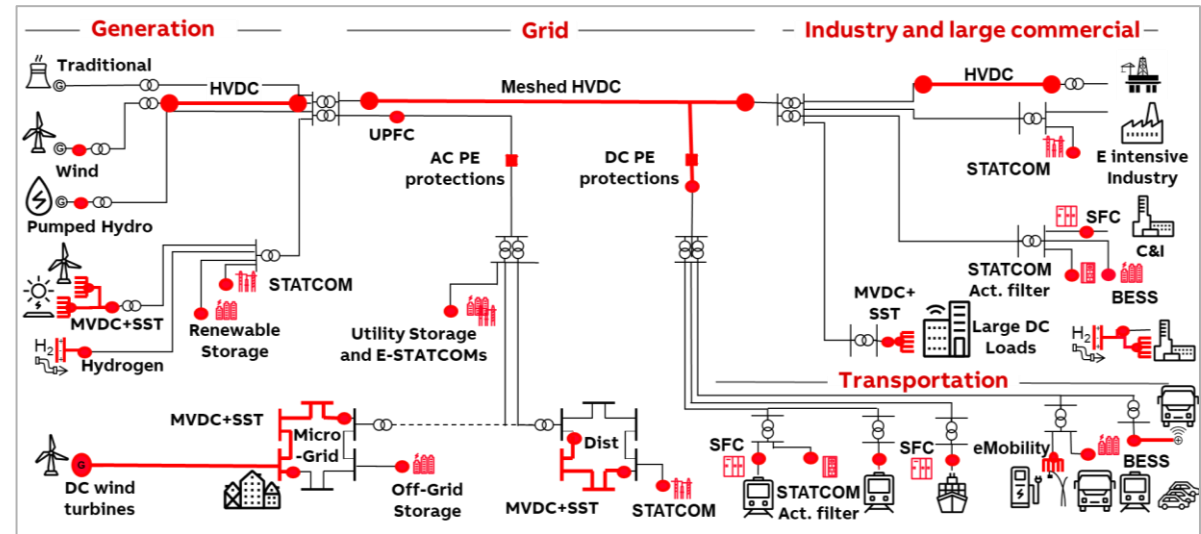 Generation
Grid
Industry and large commercial
Traditional
G
HVDC
Meshed HVDC
HVDC
UPFC
G
Wind
AC PE
protections
DC PE
protections
STATCOM
E intensive
Industry
G
Pumped Hydro
SFC
C&I
STATCOM
Act. filter
BESS
STATCOM
MVDC+SST
Renewable
Storage
Utility Storage
and E-STATCOMs
MVDC+
SST
Large DC
Loads
H2
Hydrogen
H2
Transportation
MVDC+SST
Micro
-Grid
Dist
SFC
SFC
eMobility
BESS
G
DC wind
turbines
Off-Grid
Storage
MVDC+SST
STATCOM
STATCOM
Act. filter